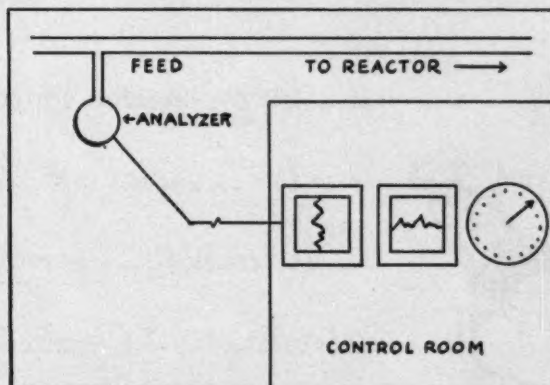 FEED TO REACTOR
←ANALYZER
CONTROL ROOM